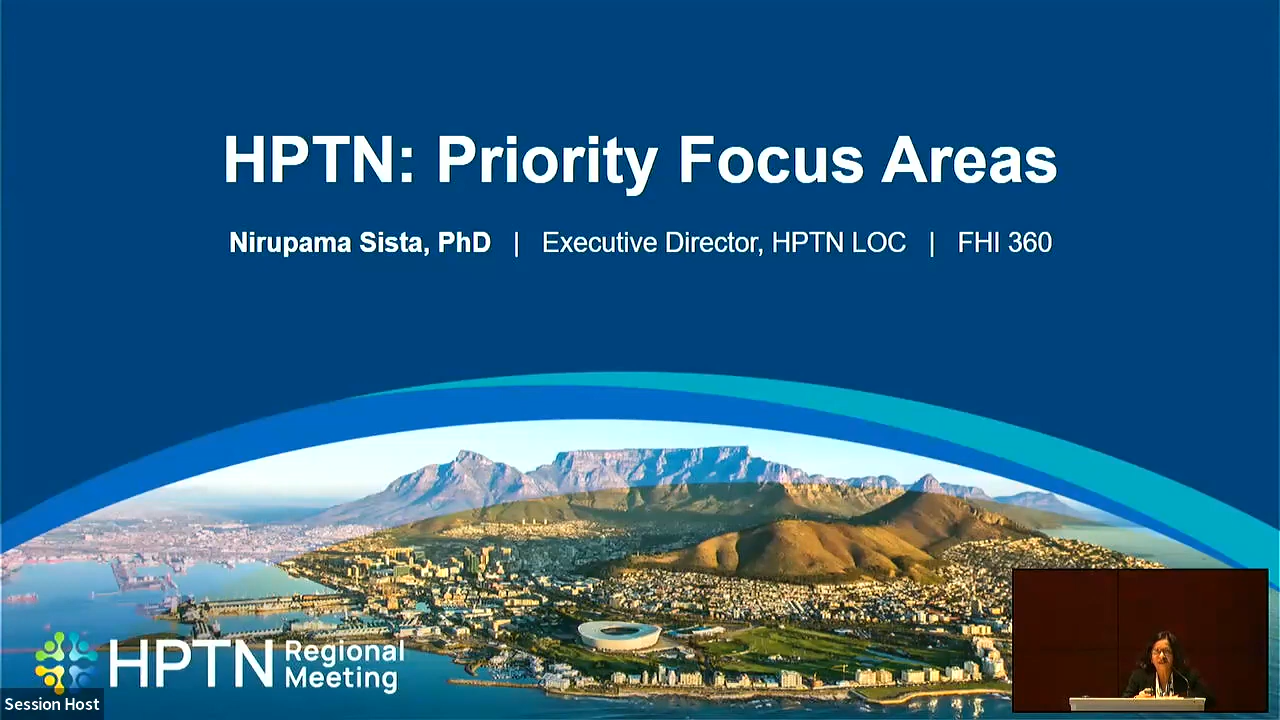 HPTN: Priority Focus Areas
Nirupama Sista, PhD | Executive Director, HPTN LOC | FHI 360
HPTN Regional Meeting
Session Host